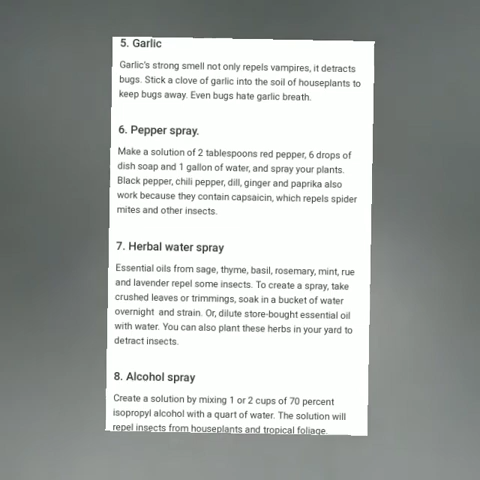 5. Garlic
Garlic's strong smell not only repels vampires, it detracts
bugs. Stick a clove of garlic into the soil of houseplants to
keep bugs away. Even bugs hate garlic breath.
6. Pepper spray.
Make a solution of 2 tablespoons red pepper, 6 drops of
dish soap and 1 gallon of water, and spray your plants.
Black pepper, chili pepper, dill, ginger and paprika also
work because they contain capsaicin, which repels spider
mites and other insects.
7. Herbal water spray
Essential oils from sage, thyme, basil, rosemary, mint, rue
and lavender repel some insects. To create a spray, take
crushed leaves or trimmings, soak in a bucket of water
overnight and strain. Or, dilute store-bought essential oil
with water. You can also plant these herbs in your yard to
detract insects.
8. Alcohol spray
Create a solution by mixing 1 or 2 cups of 70 percent
isopropyl alcohol with a quart of water. The solution will
repel insects from houseplants and tropical foliage.